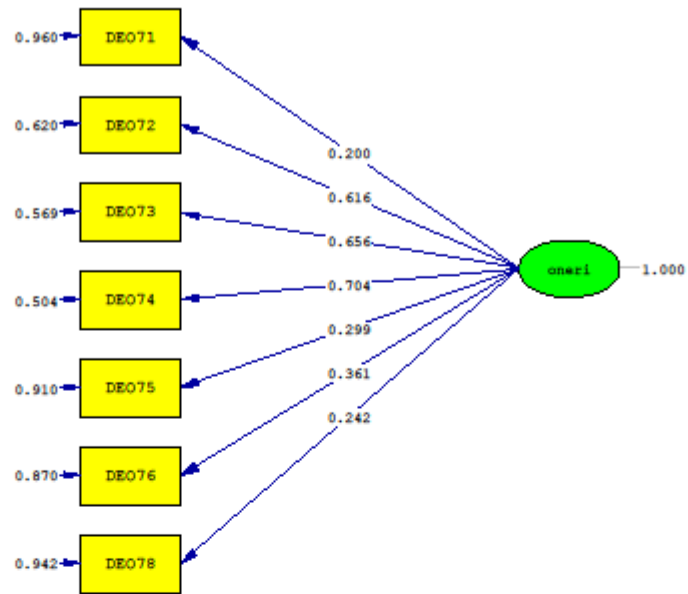 0.960 DEO71
0.200
0.620 DEO72
0.616
0.569 DEO73
0.656
oneri 1.000
0.504 DEO74
0.704
0.299
0.910 DEO75
0.361
0.242
0.870 DEO76
0.942 DEO78